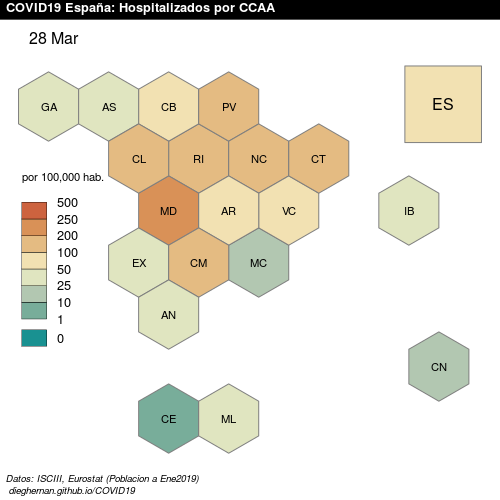 COVID19 España: Hospitalizados por CCAA
28 Mar
GA AS CB PV
ES
CL RI NC CT
por 100,000 hab.
MD AR VC IB
500
250
200
100
50
25
10
1
0
EX CM MC
AN
CN
CE ML
Datos: ISCIII, Eurostat (Poblacion a Ene2019)
dieghernan.github.io/COVID19